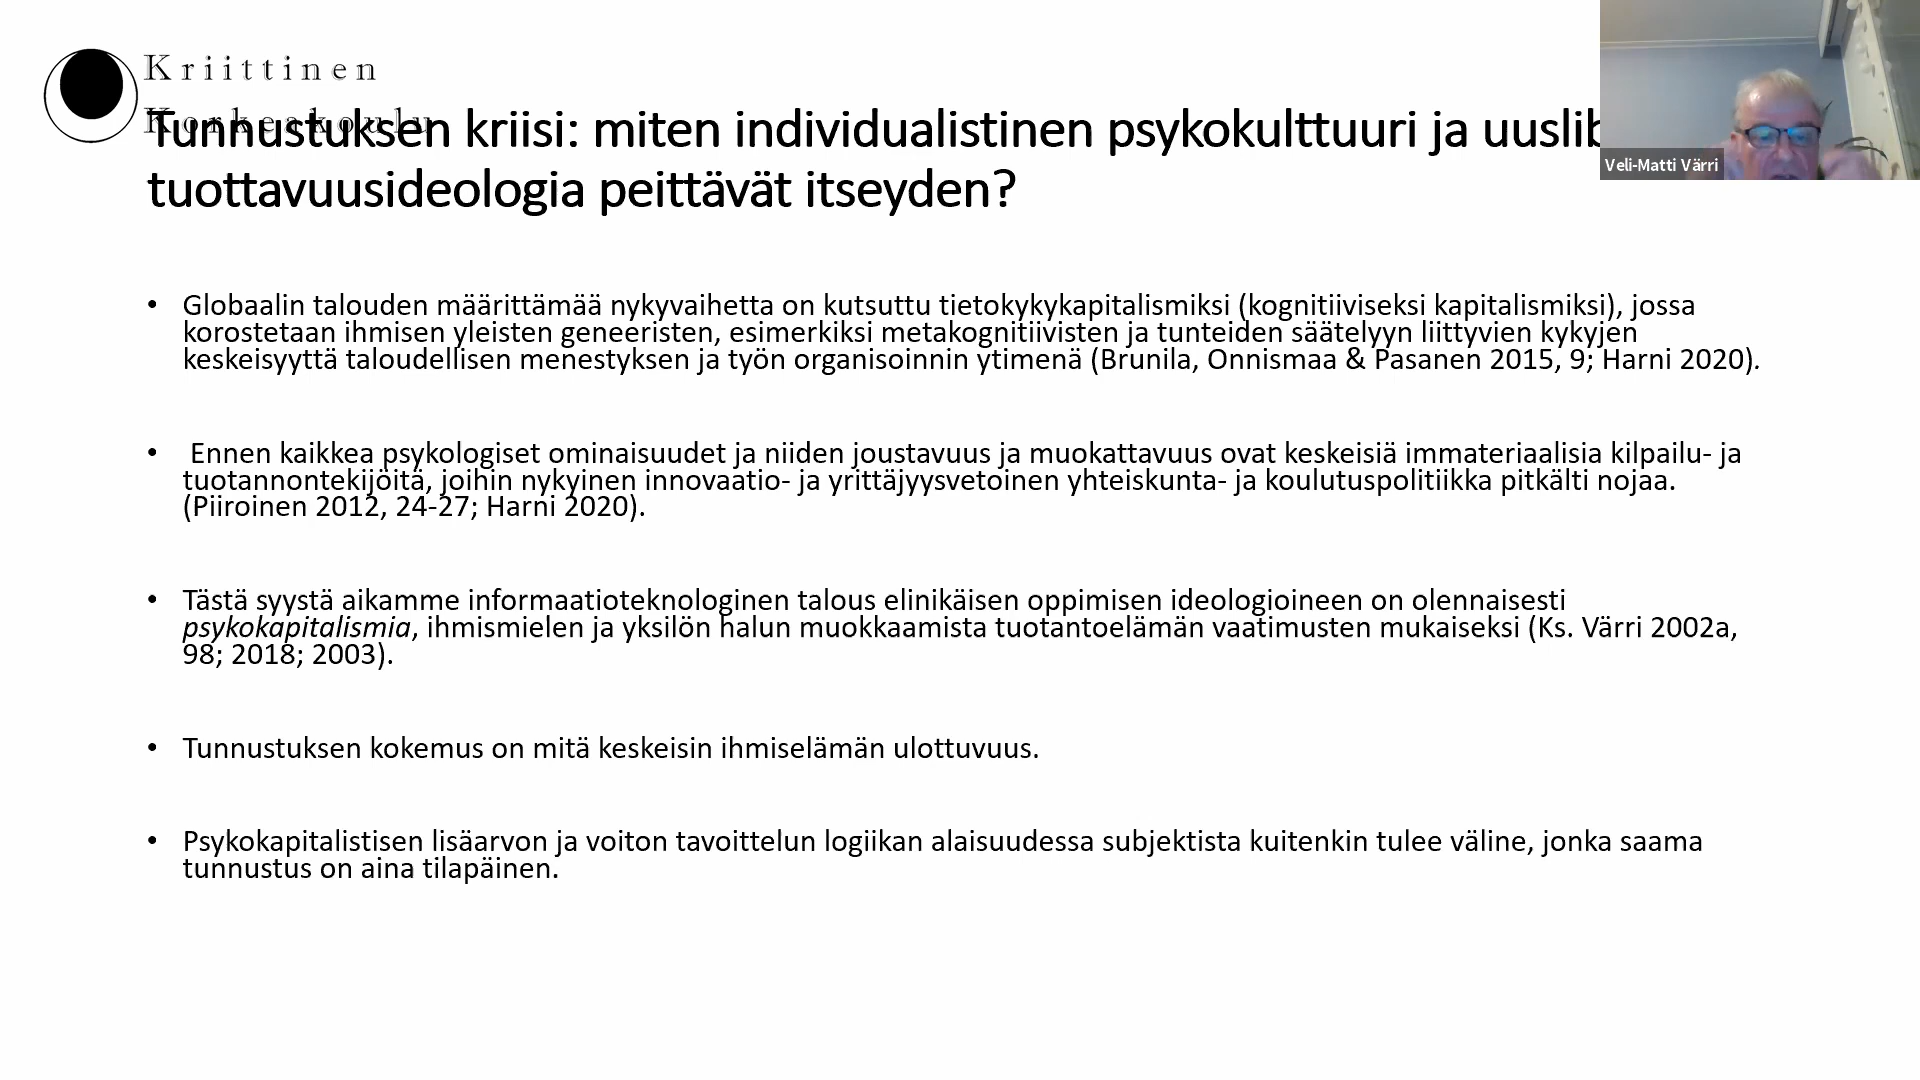 Kriittinen
Korkeakoulu
Tunnustuksen kriisi: miten individualistinen psykokulttuuri ja
tuottavuusideologia peittävät itseyden?
Veli-Matti Värri
• Globaalin talouden määrittämää nykyvaihetta on kutsuttu tietokykykapitalismiksi (kognitiiviseksi kapitalismiksi), jossa
korostetaan ihmisen yleisten geneeristen, esimerkiksi metakognitiivisten ja tunteiden säätelyyn liittyvien kykyjen
keskeisyyttä taloudellisen menestyksen ja työn organisoinnin ytimenä (Brunila, Onnismaa & Pasanen 2015, 9; Harni 2020).
• Ennen kaikkea psykologiset ominaisuudet ja niiden joustavuus ja muokattavuus ovat keskeisiä immateriaalisia kilpailu- ja
tuotannontekijöitä, joihin nykyinen innovaatio- ja yrittäjyysvetoinen yhteiskunta- ja koulutuspolitiikka pitkälti nojaa.
(Piiroinen 2012, 24-27; Harni 2020).
• Tästä syystä aikamme informaatioteknologinen talous elinikäisen oppimisen ideologioineen on olennaisesti
psykokapitalismia, ihmismielen ja yksilön halun muokkaamista tuotantoelämän vaatimusten mukaiseksi (Ks. Värri 2002a,
98; 2018; 2003).
• Tunnustuksen kokemus on mitä keskeisin ihmiselämän ulottuvuus.
• Psykokapitalistisen lisäarvon ja voiton tavoittelun logiikan alaisuudessa subjektista kuitenkin tulee väline, jonka saama
tunnustus on aina tilapäinen.